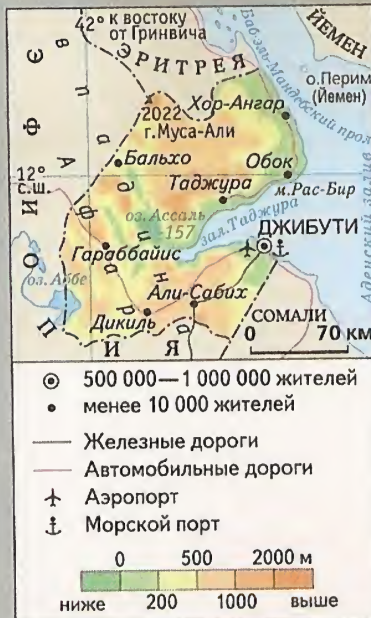 42° к востоку
от Гринвича
ЙЕМЕН
ЭРИТРЕЯ
Баб-эль-Мандебский прол.
о.Перим
(Йемен)
2022
г.Муса-Али
Хор-Ангар
Бальхо
Обок
12°
с.ш.
Таджура
м.Рас-Бир
оз.Ассаль
-157
зал.Таджура
ДЖИБУТИ
Аденский залив
впадина Афар
Гараббайис
оз.Аббе
Али-Сабих
Дикиль
ЭФИОПИЯ
СОМАЛИ
0 70 км
500 000—1 000 000 жителей
менее 10 000 жителей
Железные дороги
Автомобильные дороги
Аэропорт
Морской порт
0 500 2000 м
ниже 200 1000 выше